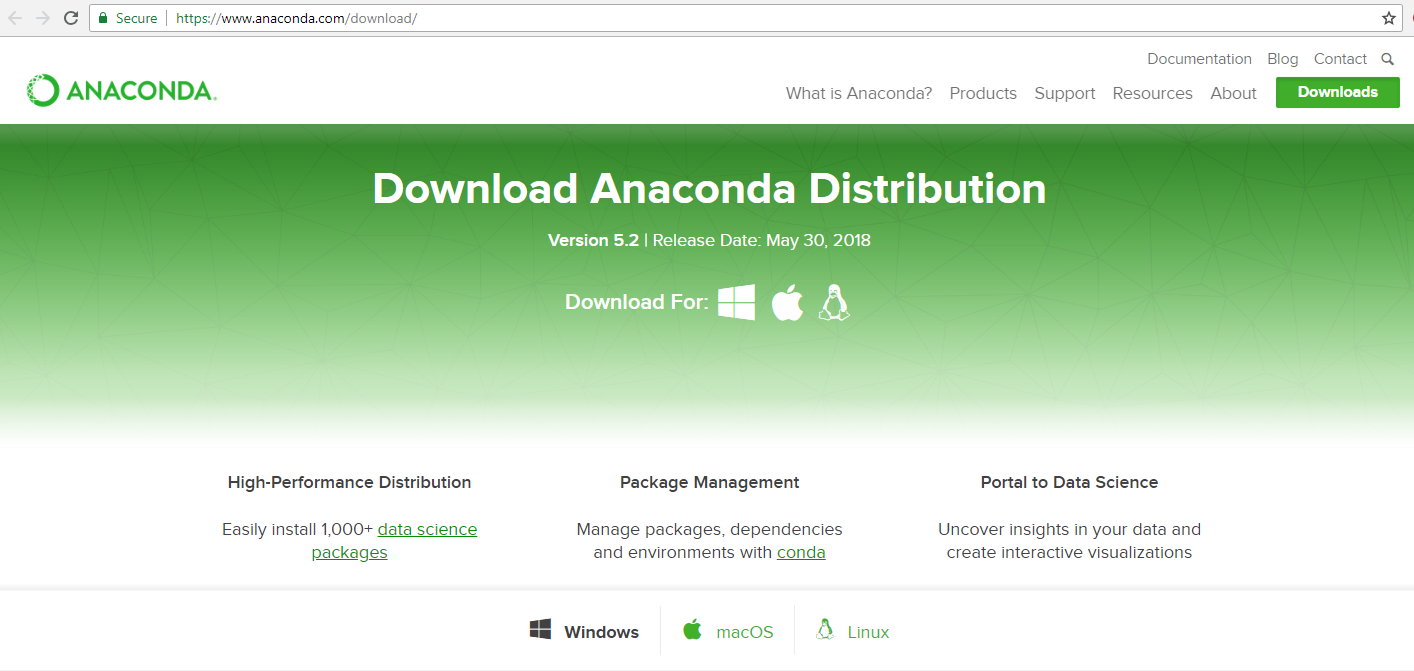 Secure | https://www.anaconda.com/download/
Documentation Blog Contact
ANACONDA.
What is Anaconda? Products Support Resources About Downloads
Download Anaconda Distribution
Version 5.2 | Release Date: May 30, 2018
Download For:
High-Performance Distribution
Easily install 1,000+ data science
packages
Package Management
Manage packages, dependencies
and environments with conda
Portal to Data Science
Uncover insights in your data and
create interactive visualizations
Windows macOS Linux